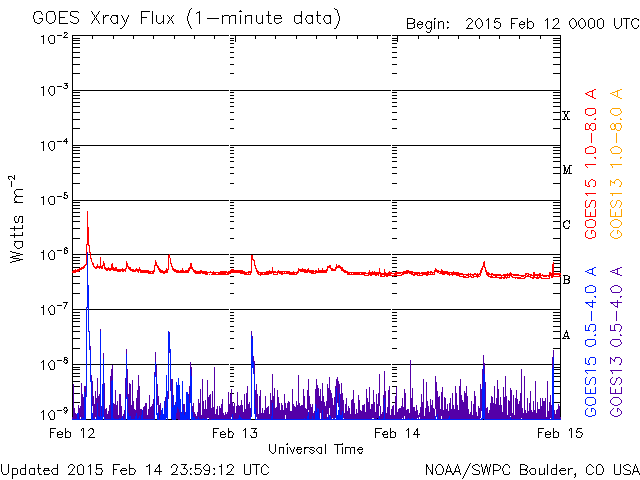 GOES Xray Flux (1-minute data)
Begin: 2015 Feb 12 0000 UTC
10⁻²
10⁻³
10⁻⁴
10⁻⁵
10⁻⁶
10⁻⁷
10⁻⁸
10⁻⁹
Watts m⁻²
X
M
C
B
A
GOES15 1.0-8.0 A
GOES13 1.0-8.0 A
GOES15 0.5-4.0 A
GOES13 0.5-4.0 A
Feb 12
Feb 13
Feb 14
Feb 15
Universal Time
Updated 2015 Feb 14 23:59:12 UTC
NOAA/SWPC Boulder, CO USA